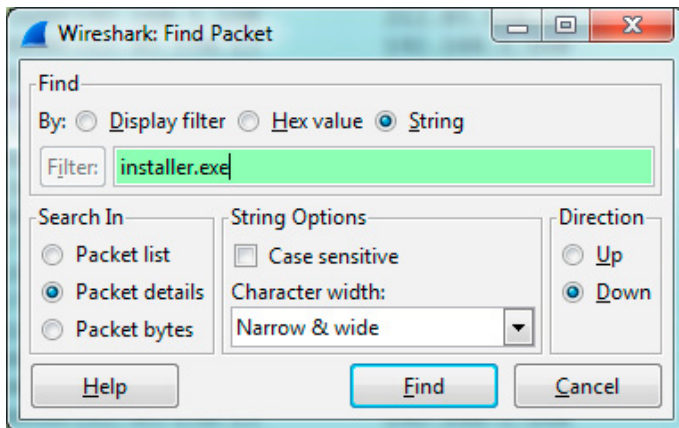 Wireshark: Find Packet
Find
By: Display filter Hex value String
Filter: installer.exe
Search In
Packet list
Packet details
Packet bytes
String Options
Case sensitive
Character width:
Narrow & wide
Direction
Up
Down
Help Find Cancel